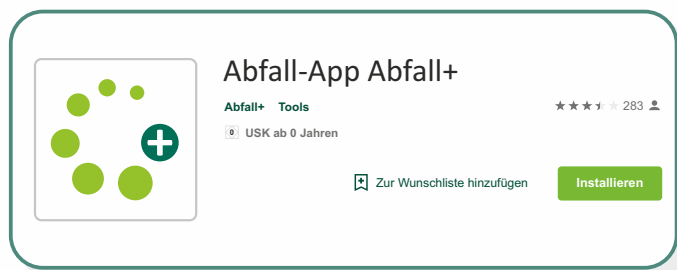 Abfall-App Abfall+
Abfall+ Tools
283
0 USK ab 0 Jahren
Zur Wunschliste hinzufügen
Installieren